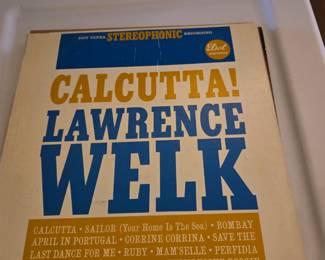 DOT ULTRA STEREOPHONIC RECORDING
Dot
CALCUTTA!
LAWRENCE
WELK
CALCUTTA • SAILOR (Your Home Is The Sea) • BOMBAY
APRIL IN PORTUGAL • CORRINE CORRINA • SAVE THE
LAST DANCE FOR ME • RUBY • MAM'SELLE • PERFIDIA